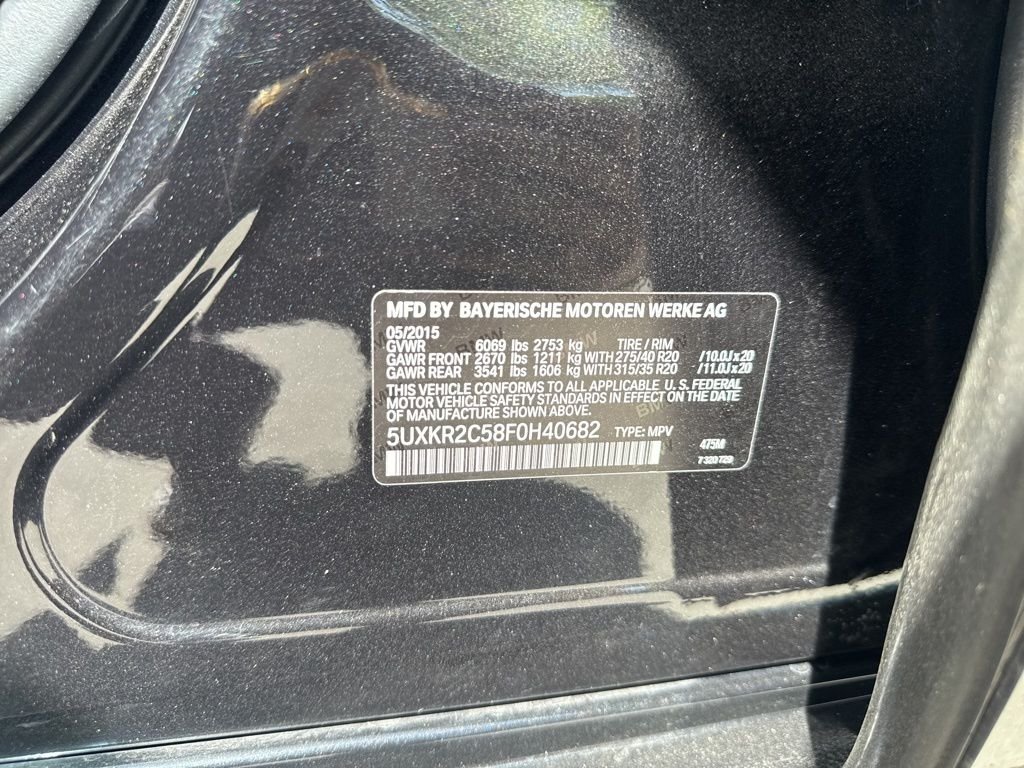 MFD BY BAYERISCHE MOTOREN WERKE AG
05/2015
GVWR 6069 lbs 2753 kg TIRE / RIM
GAWR FRONT 2670 lbs 1211 kg WITH 275/40 R20 /10.0J x 20
GAWR REAR 3541 lbs 1606 kg WITH 315/35 R20 /11.0J x 20
THIS VEHICLE CONFORMS TO ALL APPLICABLE U. S. FEDERAL
MOTOR VEHICLE SAFETY STANDARDS IN EFFECT ON THE DATE
OF MANUFACTURE SHOWN ABOVE.
5UXKR2C58F0H40682 TYPE: MPV 475M
7 320 729